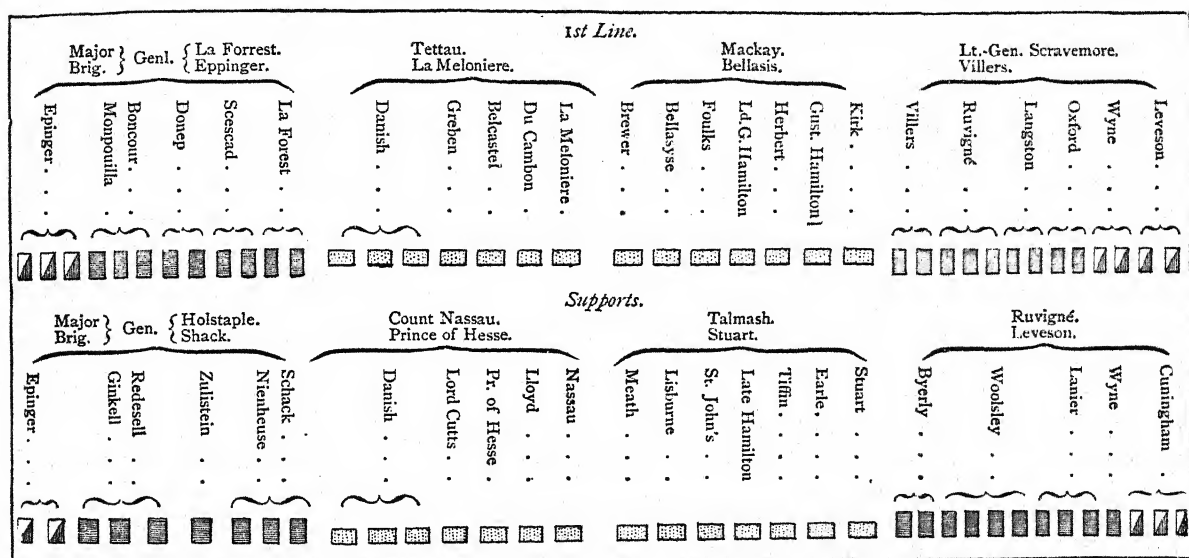 1st Line.
Major Brig. } Genl. { La Forrest. Eppinger.
Tettau.
La Meloniere.
Mackay.
Bellasis.
Lt.-Gen. Scravemore.
Villers.
Epinger . . .
Monpouilla .
Boncour . .
Donep . . .
Scescad . . .
La Forest . .
Danish . . .
Greben . . .
Belcastel . .
Du Cambon .
La Meloniere .
Brewer . . .
Bellasyse . .
Foulks . . .
Ld. G. Hamilton
Herbert . . .
Gust. Hamilton
Kirk . . . .
Villers . . .
Ruvigné . . .
Langston . .
Oxford . . .
Wyne . . .
Leveson . . .
Supports.
Major Brig. } Gen. { Holstaple. Shack.
Count Nassau.
Prince of Hesse.
Talmash.
Stuart.
Ruvigné.
Leveson.
Epinger . .
Ginkell . .
Redesell . .
Zulistein . .
Nienheuse . .
Schack . . .
Danish . . .
Lord Cutts . .
Pr. of Hesse .
Lloyd . . .
Nassau . . .
Meath . . .
Lisburne . .
St. John's . .
Late Hamilton
Tiffin . . .
Earle . . .
Stuart . . .
Byerly . . .
Woolsley . .
Lanier . . .
Wyne . . .
Cuningham .